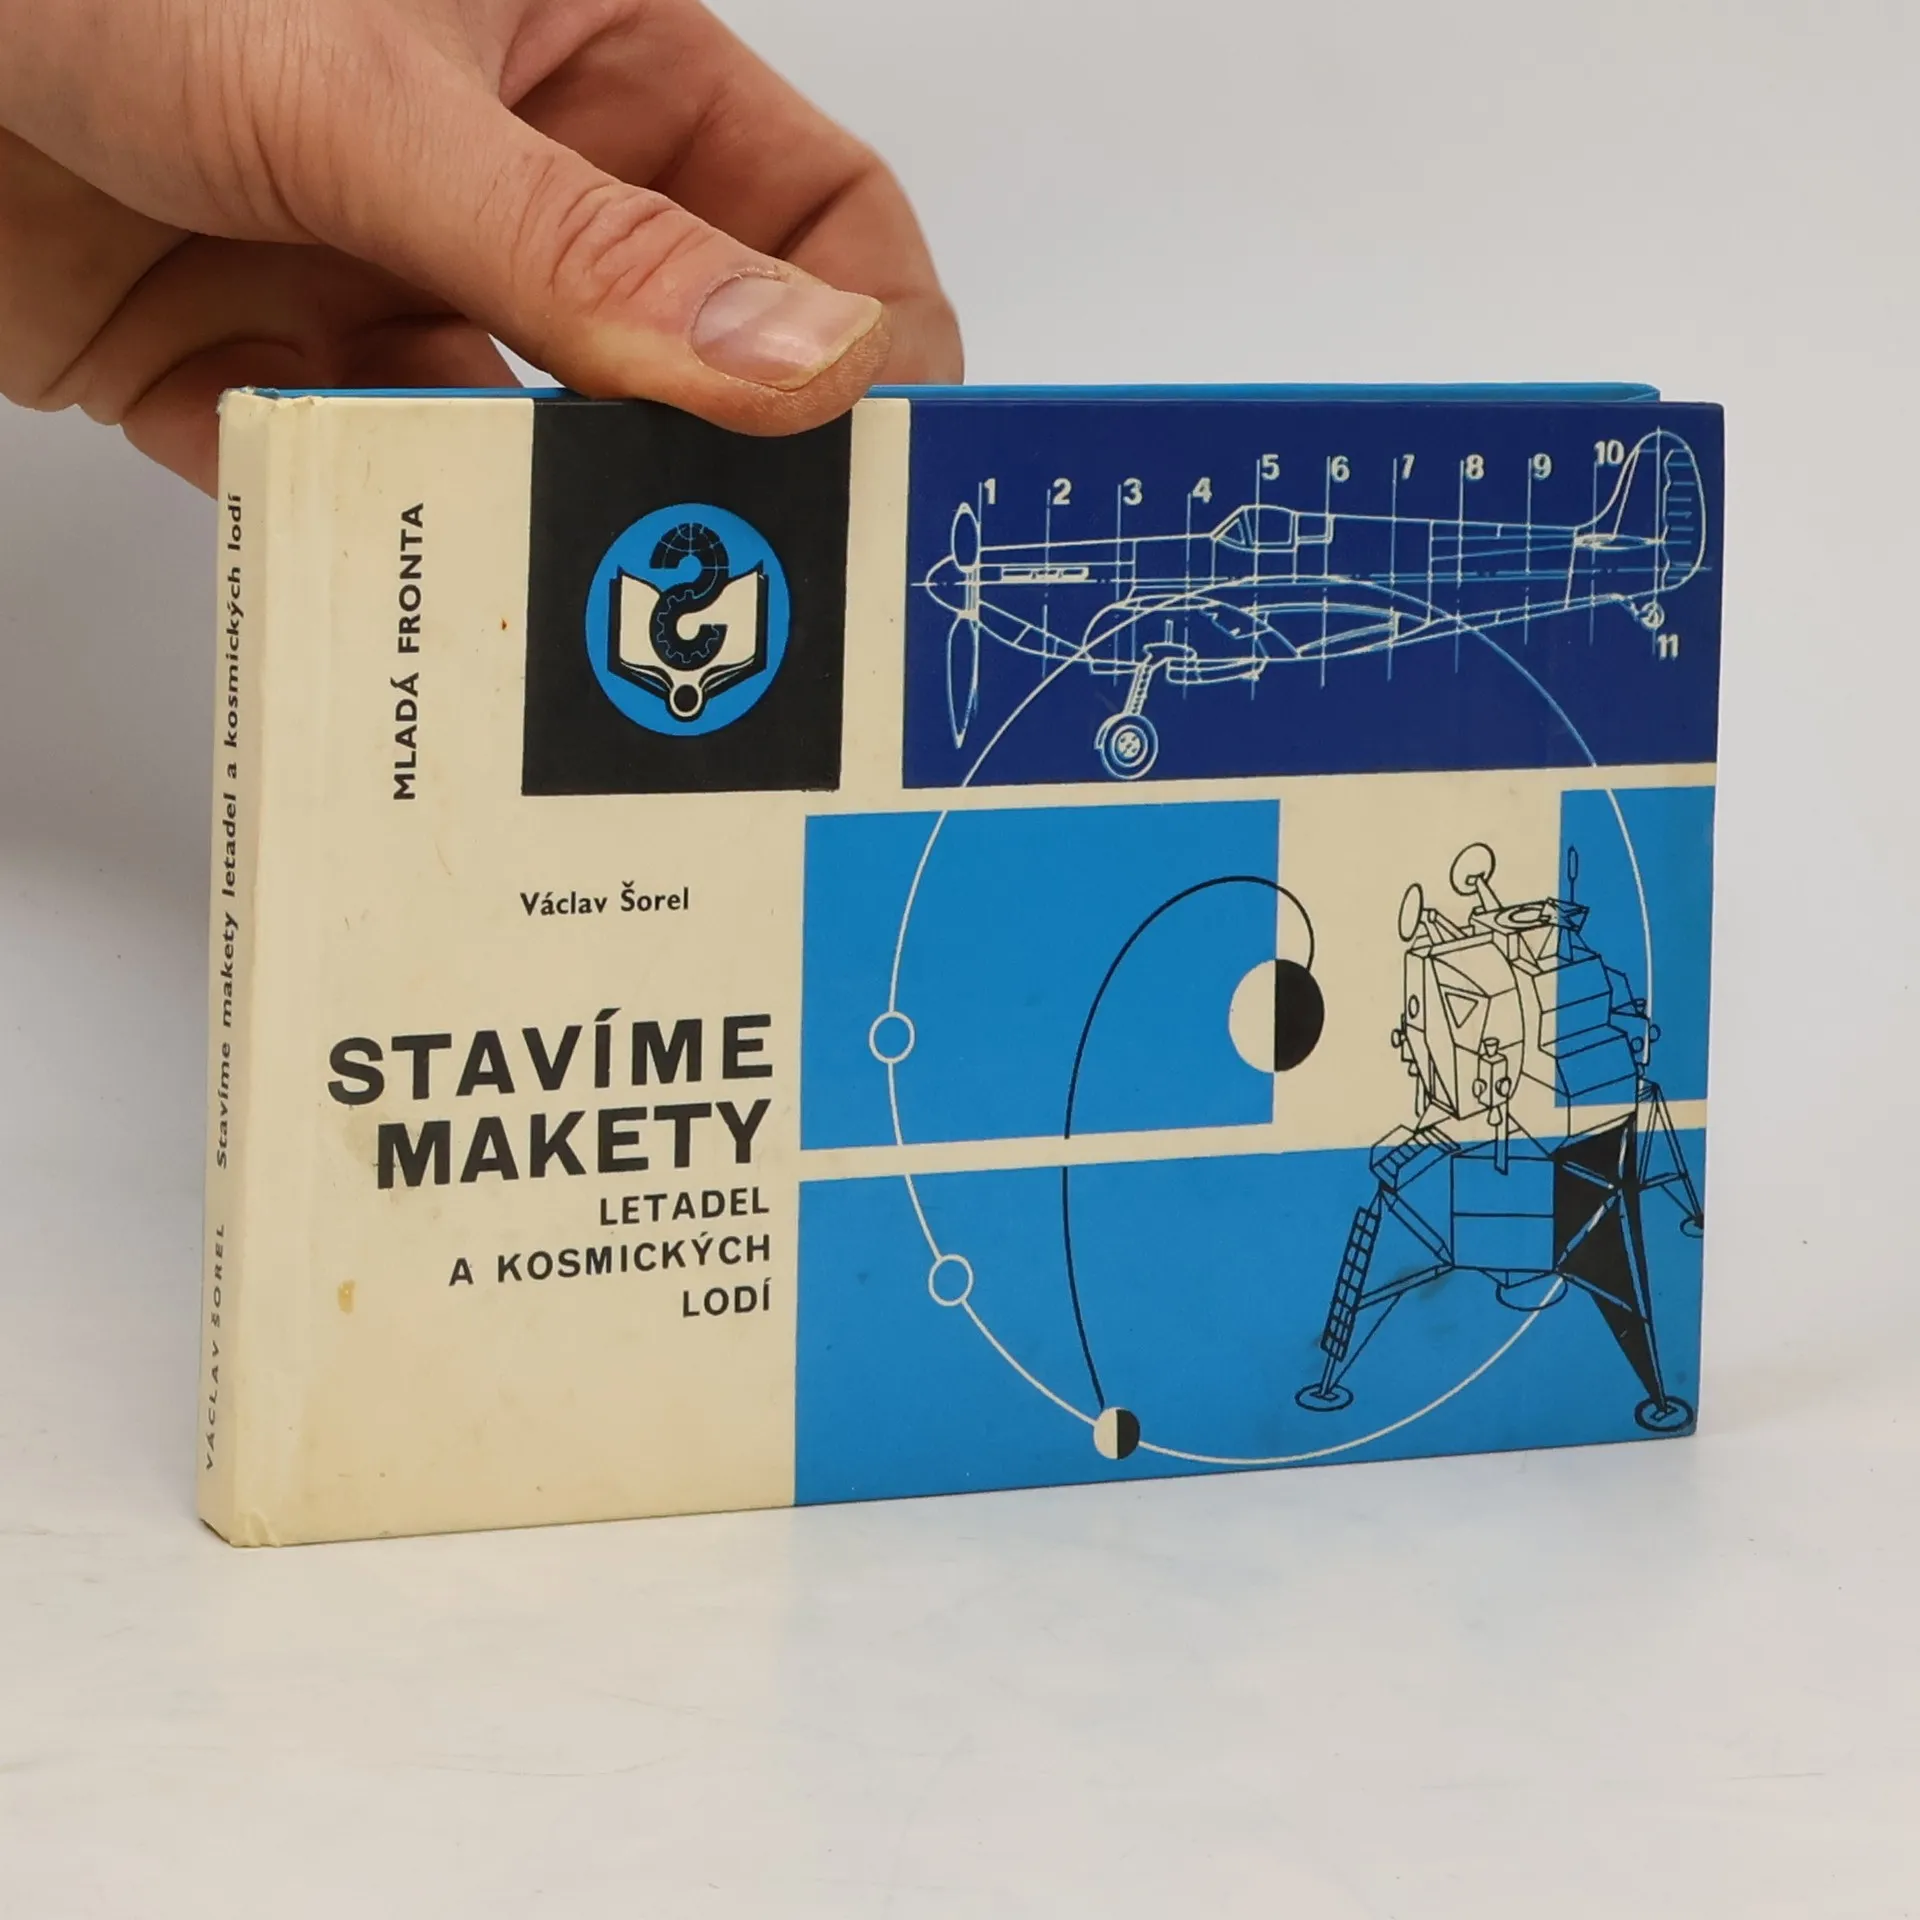 VÁCLAV ŠOREL Stavíme makety letadel a kosmických lodí
MLADÁ FRONTA
1 2 3 4 5 6 7 8 9 10
11
Václav Šorel
STAVÍME
MAKETY
LETADEL
A KOSMICKÝCH
LODÍ